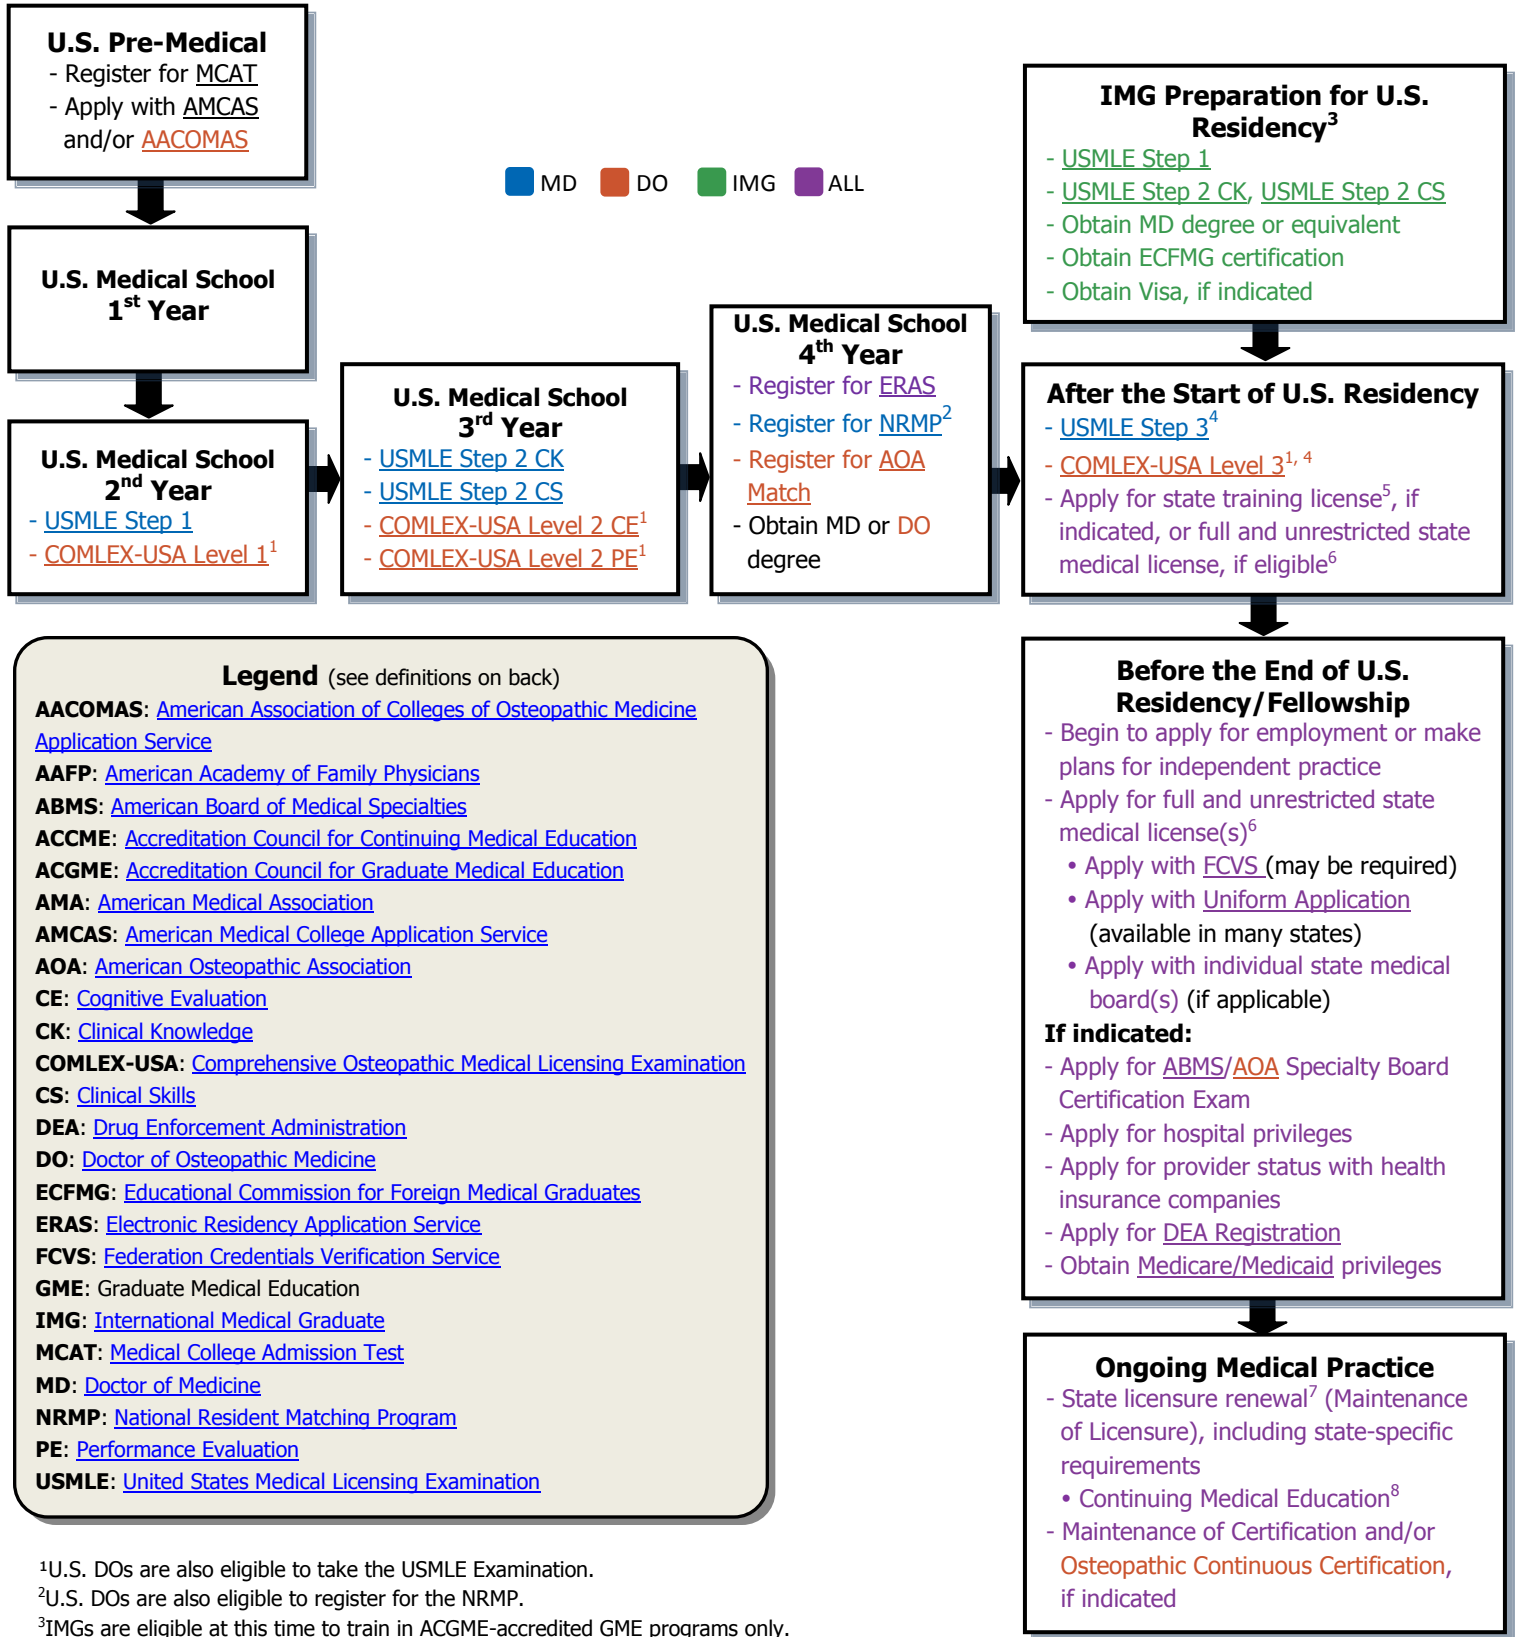 U.S. Pre-Medical
- Register for MCAT
- Apply with AMCAS
and/or AACOMAS
MD DO IMG ALL
U.S. Medical School
1st Year
U.S. Medical School
2nd Year
- USMLE Step 1
- COMLEX-USA Level 1¹
U.S. Medical School
3rd Year
- USMLE Step 2 CK
- USMLE Step 2 CS
- COMLEX-USA Level 2 CE¹
- COMLEX-USA Level 2 PE¹
U.S. Medical School
4th Year
- Register for ERAS
- Register for NRMP²
- Register for AOA
Match
- Obtain MD or DO
degree
IMG Preparation for U.S.
Residency³
- USMLE Step 1
- USMLE Step 2 CK, USMLE Step 2 CS
- Obtain MD degree or equivalent
- Obtain ECFMG certification
- Obtain Visa, if indicated
After the Start of U.S. Residency
- USMLE Step 3⁴
- COMLEX-USA Level 3¹, ⁴
- Apply for state training license⁵, if
indicated, or full and unrestricted state
medical license, if eligible⁶
Before the End of U.S.
Residency/Fellowship
- Begin to apply for employment or make
plans for independent practice
- Apply for full and unrestricted state
medical license(s)⁶
• Apply with FCVS (may be required)
• Apply with Uniform Application
(available in many states)
• Apply with individual state medical
board(s) (if applicable)
If indicated:
- Apply for ABMS/AOA Specialty Board
Certification Exam
- Apply for hospital privileges
- Apply for provider status with health
insurance companies
- Apply for DEA Registration
- Obtain Medicare/Medicaid privileges
Ongoing Medical Practice
- State licensure renewal⁷ (Maintenance
of Licensure), including state-specific
requirements
• Continuing Medical Education⁸
- Maintenance of Certification and/or
Osteopathic Continuous Certification,
if indicated
Legend (see definitions on back)
AACOMAS: American Association of Colleges of Osteopathic Medicine
Application Service
AAFP: American Academy of Family Physicians
ABMS: American Board of Medical Specialties
ACCME: Accreditation Council for Continuing Medical Education
ACGME: Accreditation Council for Graduate Medical Education
AMA: American Medical Association
AMCAS: American Medical College Application Service
AOA: American Osteopathic Association
CE: Cognitive Evaluation
CK: Clinical Knowledge
COMLEX-USA: Comprehensive Osteopathic Medical Licensing Examination
CS: Clinical Skills
DEA: Drug Enforcement Administration
DO: Doctor of Osteopathic Medicine
ECFMG: Educational Commission for Foreign Medical Graduates
ERAS: Electronic Residency Application Service
FCVS: Federation Credentials Verification Service
GME: Graduate Medical Education
IMG: International Medical Graduate
MCAT: Medical College Admission Test
MD: Doctor of Medicine
NRMP: National Resident Matching Program
PE: Performance Evaluation
USMLE: United States Medical Licensing Examination
¹U.S. DOs are also eligible to take the USMLE Examination.
²U.S. DOs are also eligible to register for the NRMP.
³IMGs are eligible at this time to train in ACGME-accredited GME programs only.